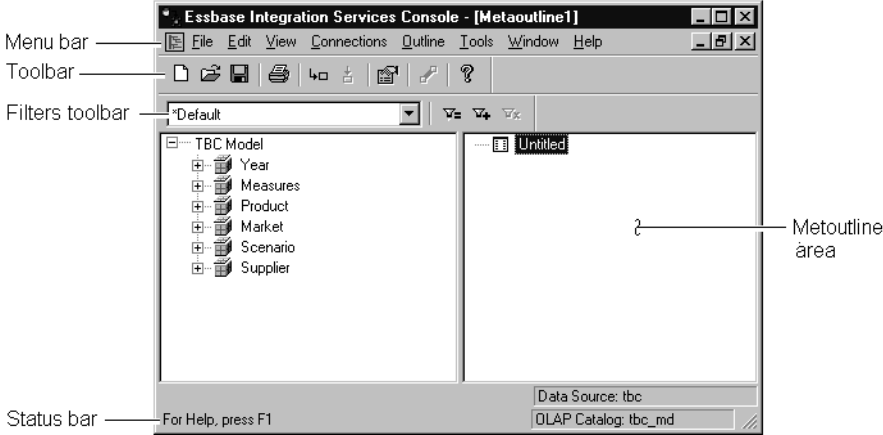 Essbase Integration Services Console - [Metaoutline1]
Menu bar
File Edit View Connections Outline Tools Window Help
Toolbar
Filters toolbar
*Default
TBC Model
Untitled
Year
Measures
Product
Market
Scenario
Supplier
Metoutline
area
Data Source: tbc
Status bar
For Help, press F1
OLAP Catalog: tbc_md